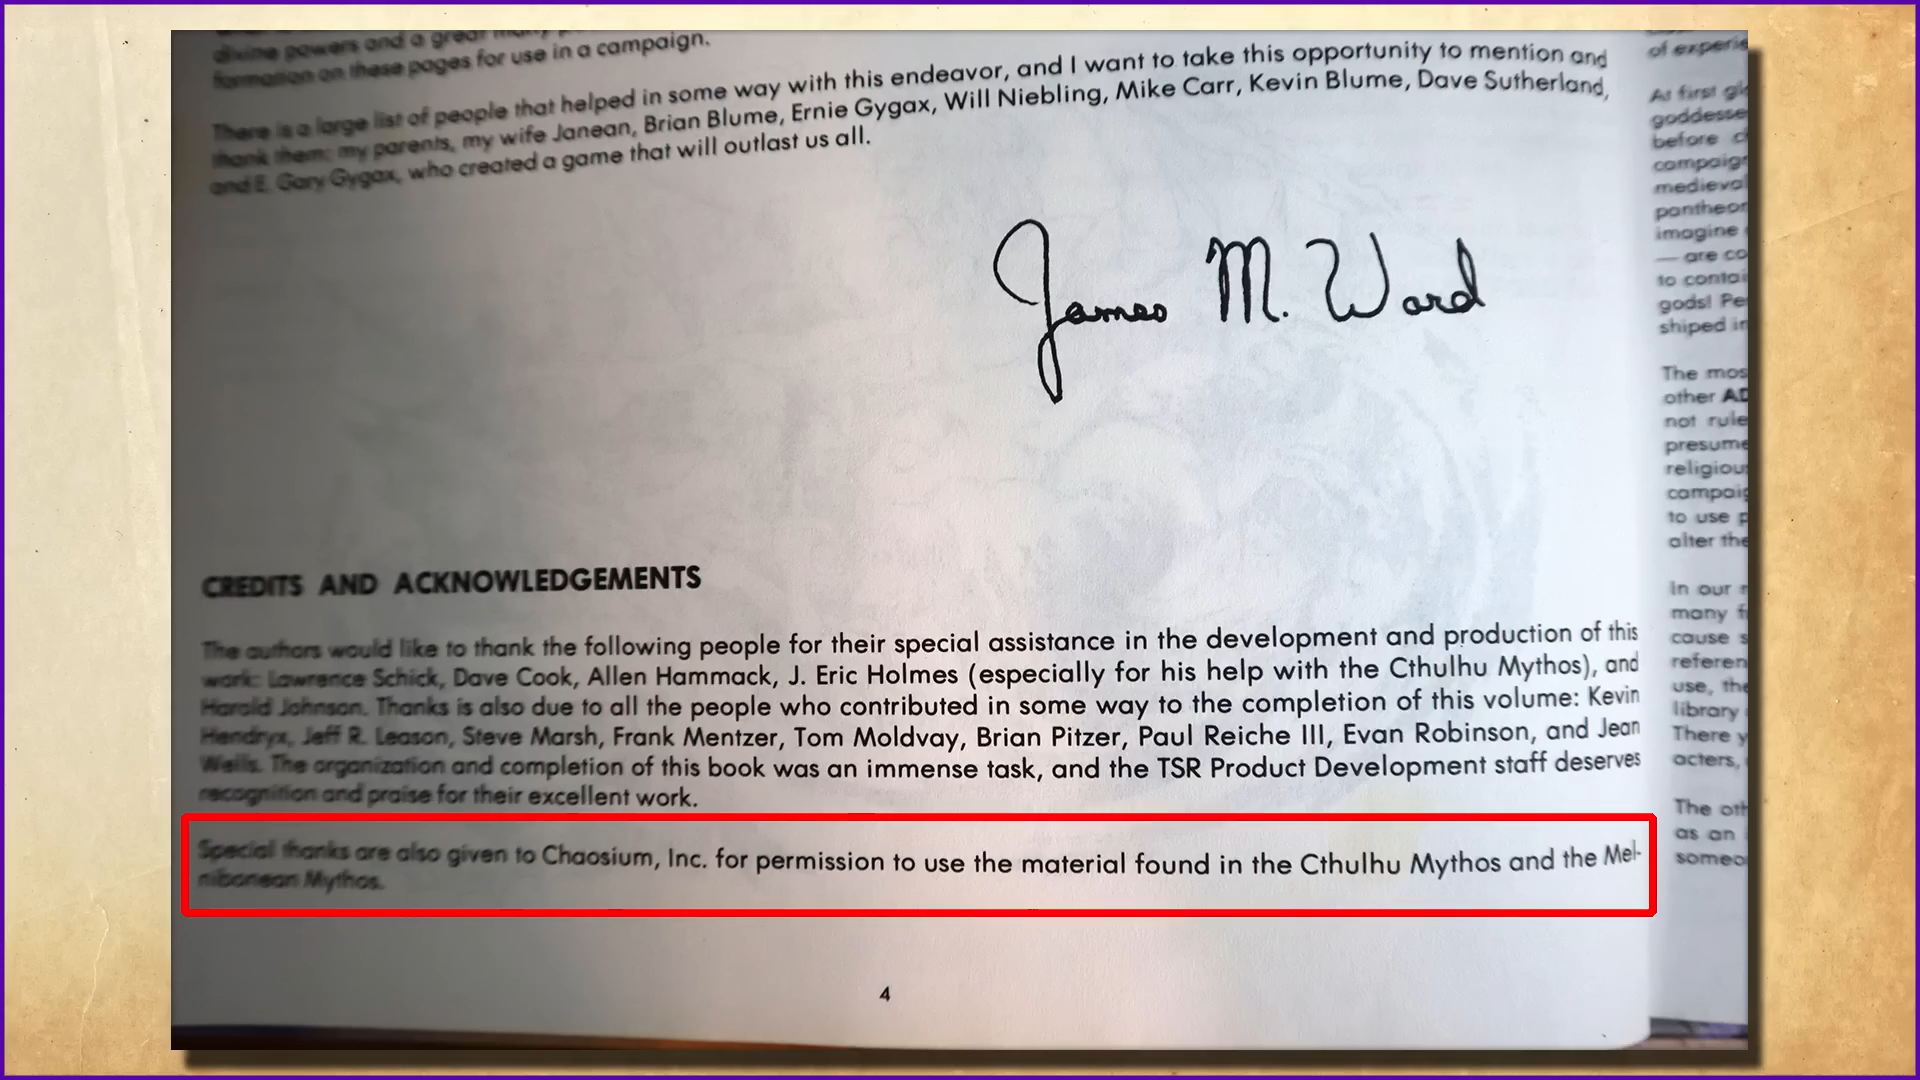 divine powers and a great many
formation on these pages for use in a campaign.
There is a large list of people that helped in some way with this endeavor, and I want to take this opportunity to mention and
thank them: my parents, my wife Janean, Brian Blume, Ernie Gygax, Will Niebling, Mike Carr, Kevin Blume, Dave Sutherland,
and E. Gary Gygax, who created a game that will outlast us all.
James M. Ward
CREDITS AND ACKNOWLEDGEMENTS
The authors would like to thank the following people for their special assistance in the development and production of this
work: Lawrence Schick, Dave Cook, Allen Hammack, J. Eric Holmes (especially for his help with the Cthulhu Mythos), and
Harold Johnson. Thanks is also due to all the people who contributed in some way to the completion of this volume: Kevin
Hendryx, Jeff R. Leason, Steve Marsh, Frank Mentzer, Tom Moldvay, Brian Pitzer, Paul Reiche III, Evan Robinson, and Jean
Wells. The organization and completion of this book was an immense task, and the TSR Product Development staff deserves
recognition and praise for their excellent work.
Special thanks are also given to Chaosium, Inc. for permission to use the material found in the Cthulhu Mythos and the Mel-
nibonean Mythos.
4
of experie
At first gl
goddesse
before c
campaig
medieval
pantheon
imagine
— are co
to contai
gods! Pe
shiped in
The mos
other AD
not rule
presume
religiou
campaig
to use p
alter the
In our
many f
cause s
referen
use, the
library
There y
acters,
The oth
as an
someo